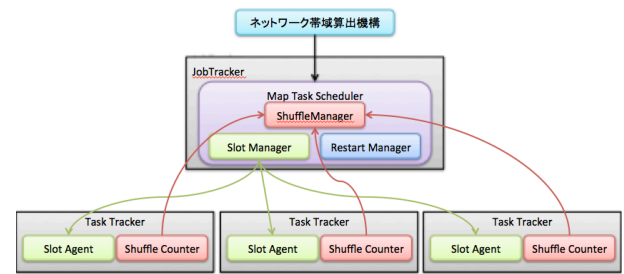 ネットワーク帯域算出機構
JobTracker
Map Task Scheduler
ShuffleManager
Slot Manager
Restart Manager
Task Tracker
Slot Agent
Shuffle Counter
Task Tracker
Slot Agent
Shuffle Counter
Task Tracker
Slot Agent
Shuffle Counter